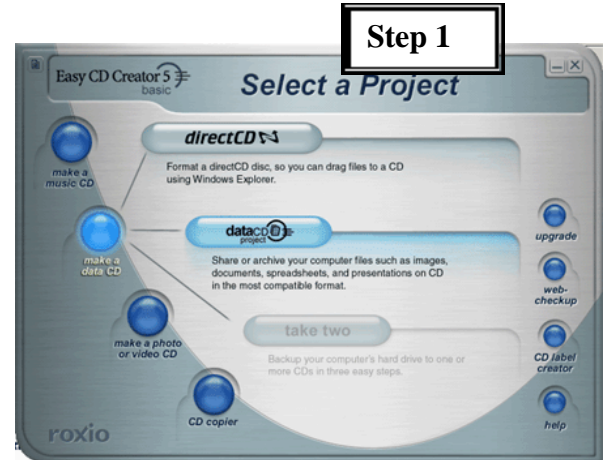 Step 1
Easy CD Creator 5
basic
Select a Project
directCD
Format a directCD disc, so you can drag files to a CD
using Windows Explorer.
make a
music CD
make a
data CD
datacd
project
Share or archive your computer files such as images,
documents, spreadsheets, and presentations on CD
in the most compatible format.
take two
Backup your computer's hard drive to one or
more CDs in three easy steps.
make a photo
or video CD
CD copier
upgrade
web-
checkup
CD label
creator
help
roxio